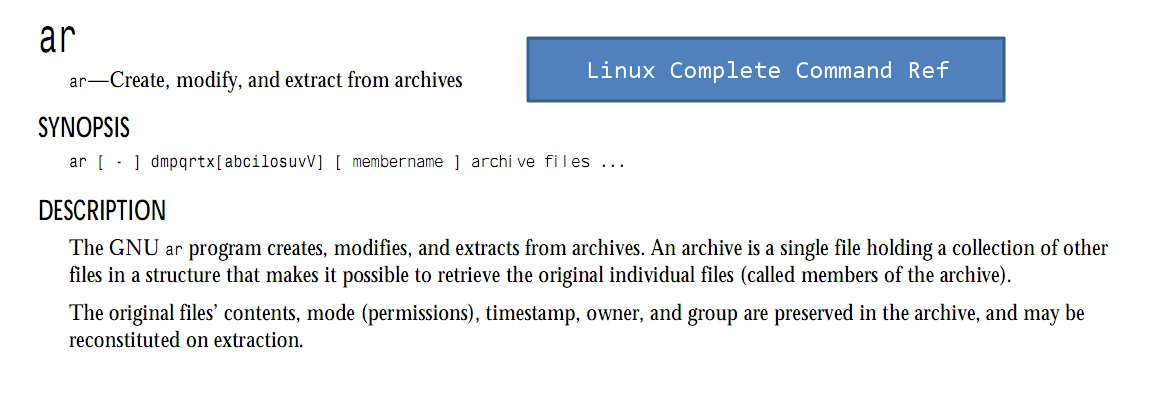 ar
ar—Create, modify, and extract from archives
Linux Complete Command Ref
SYNOPSIS
ar [ - ] dmpqrtx[abcilosuvV] [ membername ] archive files ...
DESCRIPTION
The GNU ar program creates, modifies, and extracts from archives. An archive is a single file holding a collection of other
files in a structure that makes it possible to retrieve the original individual files (called members of the archive).
The original files’ contents, mode (permissions), timestamp, owner, and group are preserved in the archive, and may be
reconstituted on extraction.